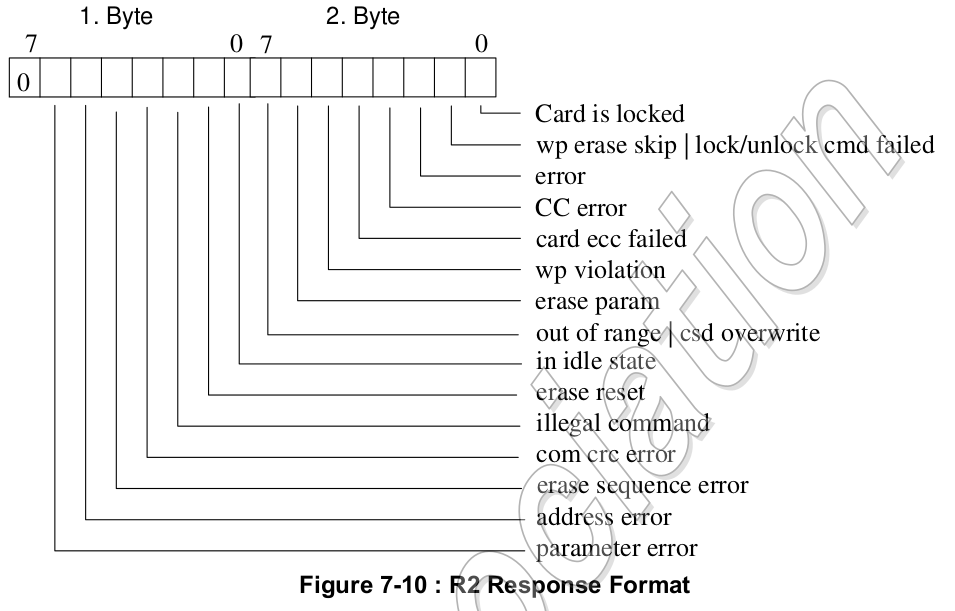 1. Byte 2. Byte
7 0 7 0
0
Card is locked
wp erase skip | lock/unlock cmd failed
error
CC error
card ecc failed
wp violation
erase param
out of range | csd overwrite
in idle state
erase reset
illegal command
com crc error
erase sequence error
address error
parameter error
Figure 7-10 : R2 Response Format
ociation